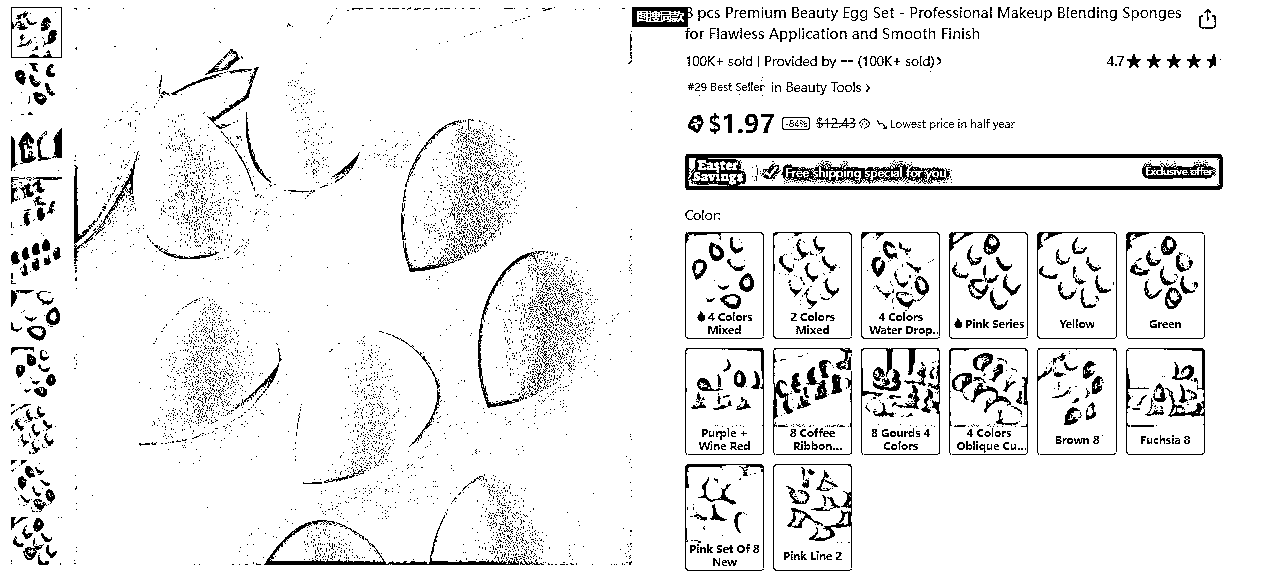 图搜同款
8 pcs Premium Beauty Egg Set - Professional Makeup Blending Sponges
for Flawless Application and Smooth Finish
100K+ sold | Provided by -- (100K+ sold)›
4.7
#29 Best Seller in Beauty Tools ›
$1.97 -84% $12.43 Lowest price in half year
Easter
Savings
Free shipping special for you
Exclusive offer
Color:
4 Colors
Mixed
2 Colors
Mixed
4 Colors
Water Drop...
Pink Series
Yellow
Green
Purple +
Wine Red
8 Coffee
Ribbon...
8 Gourds 4
Colors
4 Colors
Oblique Cu...
Brown 8
Fuchsia 8
Pink Set Of 8
New
Pink Line 2